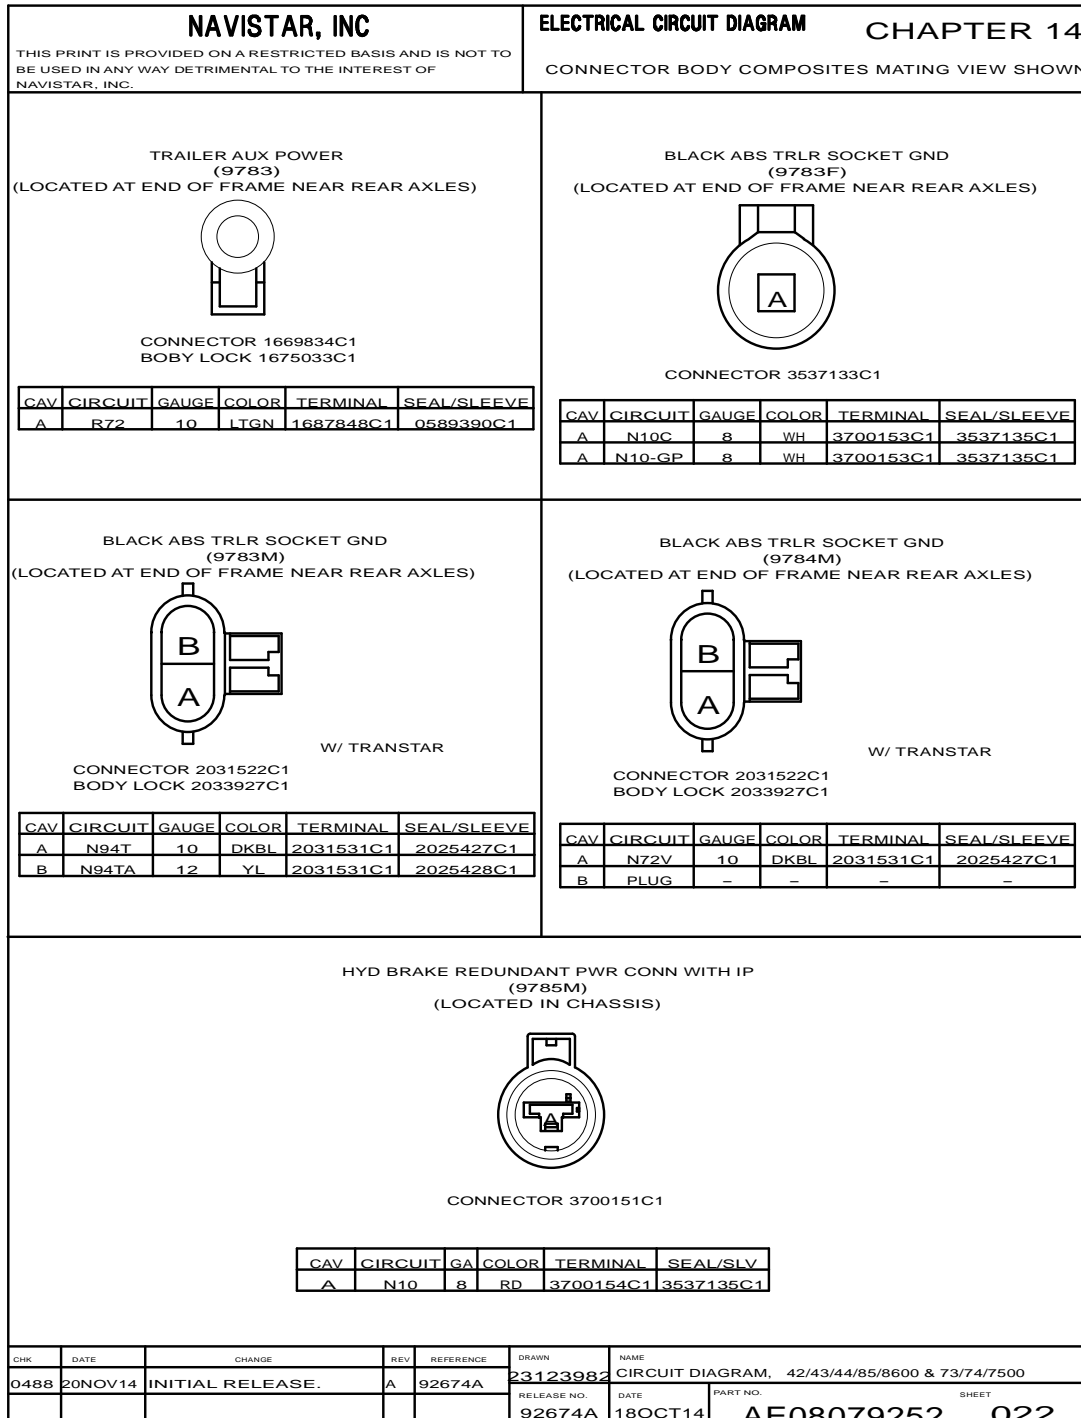 NAVISTAR, INC
THIS PRINT IS PROVIDED ON A RESTRICTED BASIS AND IS NOT TO
BE USED IN ANY WAY DETRIMENTAL TO THE INTEREST OF
NAVISTAR, INC.
ELECTRICAL CIRCUIT DIAGRAM CHAPTER 14
CONNECTOR BODY COMPOSITES MATING VIEW SHOWN
TRAILER AUX POWER
(9783)
(LOCATED AT END OF FRAME NEAR REAR AXLES)
CONNECTOR 1669834C1
BOBY LOCK 1675033C1
CAV CIRCUIT GAUGE COLOR TERMINAL SEAL/SLEEVE
A R72 10 LTGN 1687848C1 0589390C1
BLACK ABS TRLR SOCKET GND
(9783F)
(LOCATED AT END OF FRAME NEAR REAR AXLES)
A
CONNECTOR 3537133C1
CAV CIRCUIT GAUGE COLOR TERMINAL SEAL/SLEEVE
A N10C 8 WH 3700153C1 3537135C1
A N10-GP 8 WH 3700153C1 3537135C1
BLACK ABS TRLR SOCKET GND
(9783M)
(LOCATED AT END OF FRAME NEAR REAR AXLES)
B
A
W/ TRANSTAR
CONNECTOR 2031522C1
BODY LOCK 2033927C1
CAV CIRCUIT GAUGE COLOR TERMINAL SEAL/SLEEVE
A N94T 10 DKBL 2031531C1 2025427C1
B N94TA 12 YL 2031531C1 2025428C1
BLACK ABS TRLR SOCKET GND
(9784M)
(LOCATED AT END OF FRAME NEAR REAR AXLES)
B
A
W/ TRANSTAR
CONNECTOR 2031522C1
BODY LOCK 2033927C1
CAV CIRCUIT GAUGE COLOR TERMINAL SEAL/SLEEVE
A N72V 10 DKBL 2031531C1 2025427C1
B PLUG – – – –
HYD BRAKE REDUNDANT PWR CONN WITH IP
(9785M)
(LOCATED IN CHASSIS)
A
CONNECTOR 3700151C1
CAV CIRCUIT GA COLOR TERMINAL SEAL/SLV
A N10 8 RD 3700154C1 3537135C1
CHK DATE CHANGE REV REFERENCE
0488 20NOV14 INITIAL RELEASE. A 92674A
DRAWN
23123982
NAME
CIRCUIT DIAGRAM, 42/43/44/85/8600 & 73/74/7500
RELEASE NO. DATE PART NO. SHEET
92674A 18OCT14 AE08079252 022